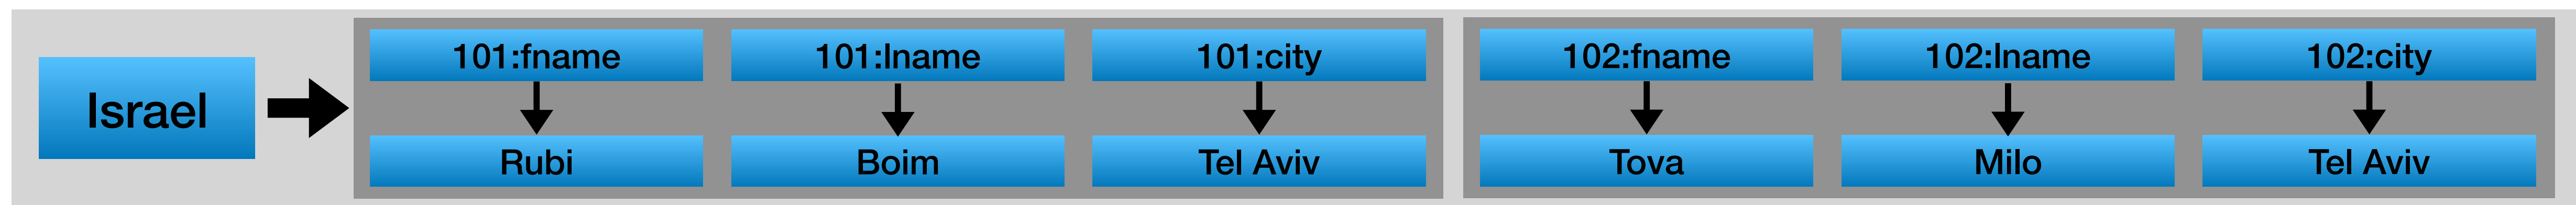 101:fname 101:lname 101:city 102:fname 102:lname 102:city
Israel
Rubi Boim Tel Aviv Tova Milo Tel Aviv